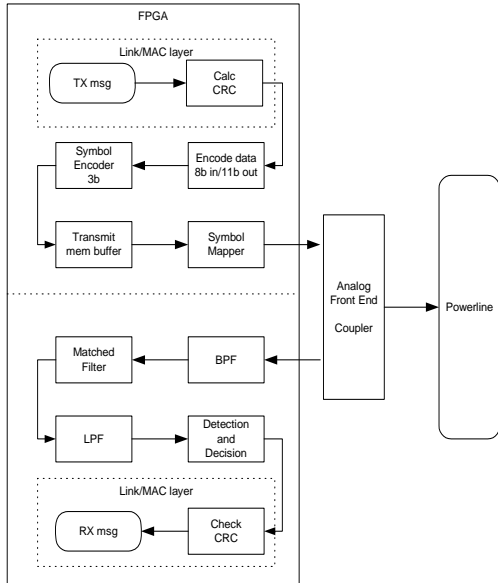 FPGA
Link/MAC layer
TX msg
Calc
CRC
Symbol
Encoder
3b
Encode data
8b in/11b out
Transmit
mem buffer
Symbol
Mapper
Analog
Front End
Coupler
Powerline
Matched
Filter
BPF
LPF
Detection
and
Decision
Link/MAC layer
RX msg
Check
CRC